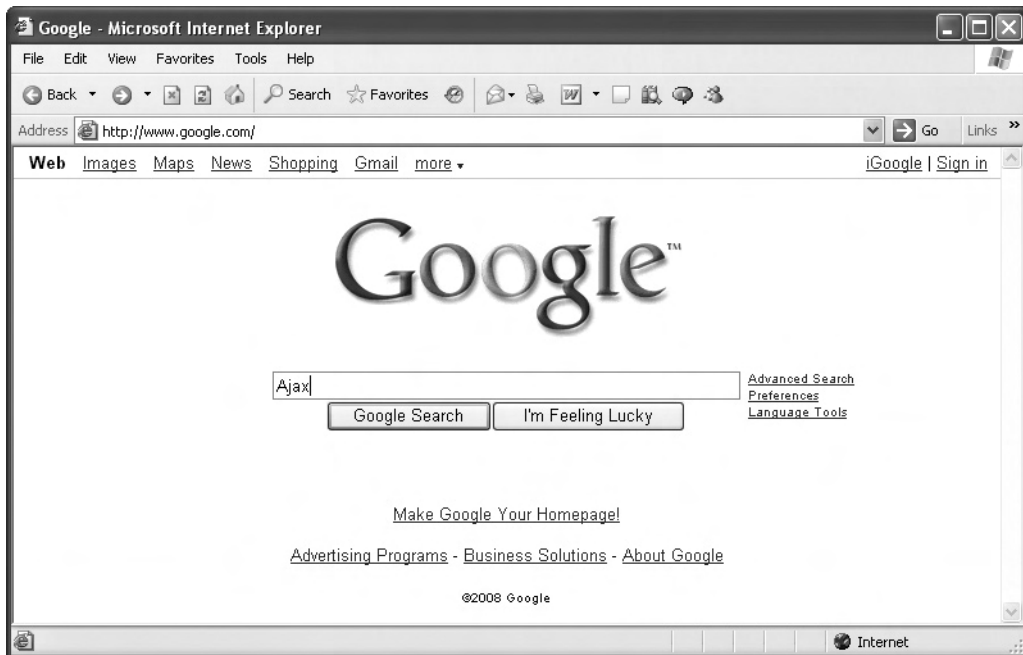 Google - Microsoft Internet Explorer
File Edit View Favorites Tools Help
Back Search Favorites W
Address http://www.google.com/ Go Links »
Web Images Maps News Shopping Gmail more iGoogle | Sign in
Google™
Ajax Advanced Search
Preferences
Google Search I'm Feeling Lucky Language Tools
Make Google Your Homepage!
Advertising Programs - Business Solutions - About Google
©2008 Google
Internet